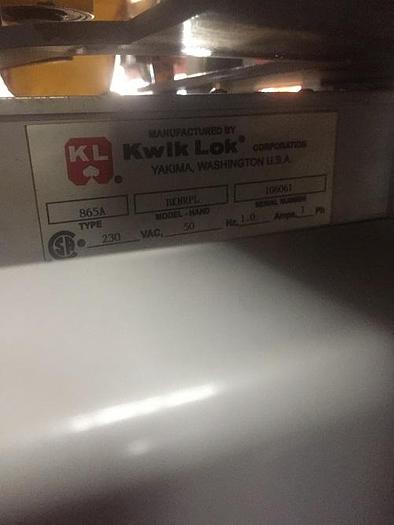 MANUFACTURED BY
KL Kwik Lok® CORPORATION
YAKIMA, WASHINGTON U.S.A.
865A 106061
TYPE MODEL - HAND SERIAL NUMBER
230 VAC, 50 Hz, 1.0 Amps, 1 Ph